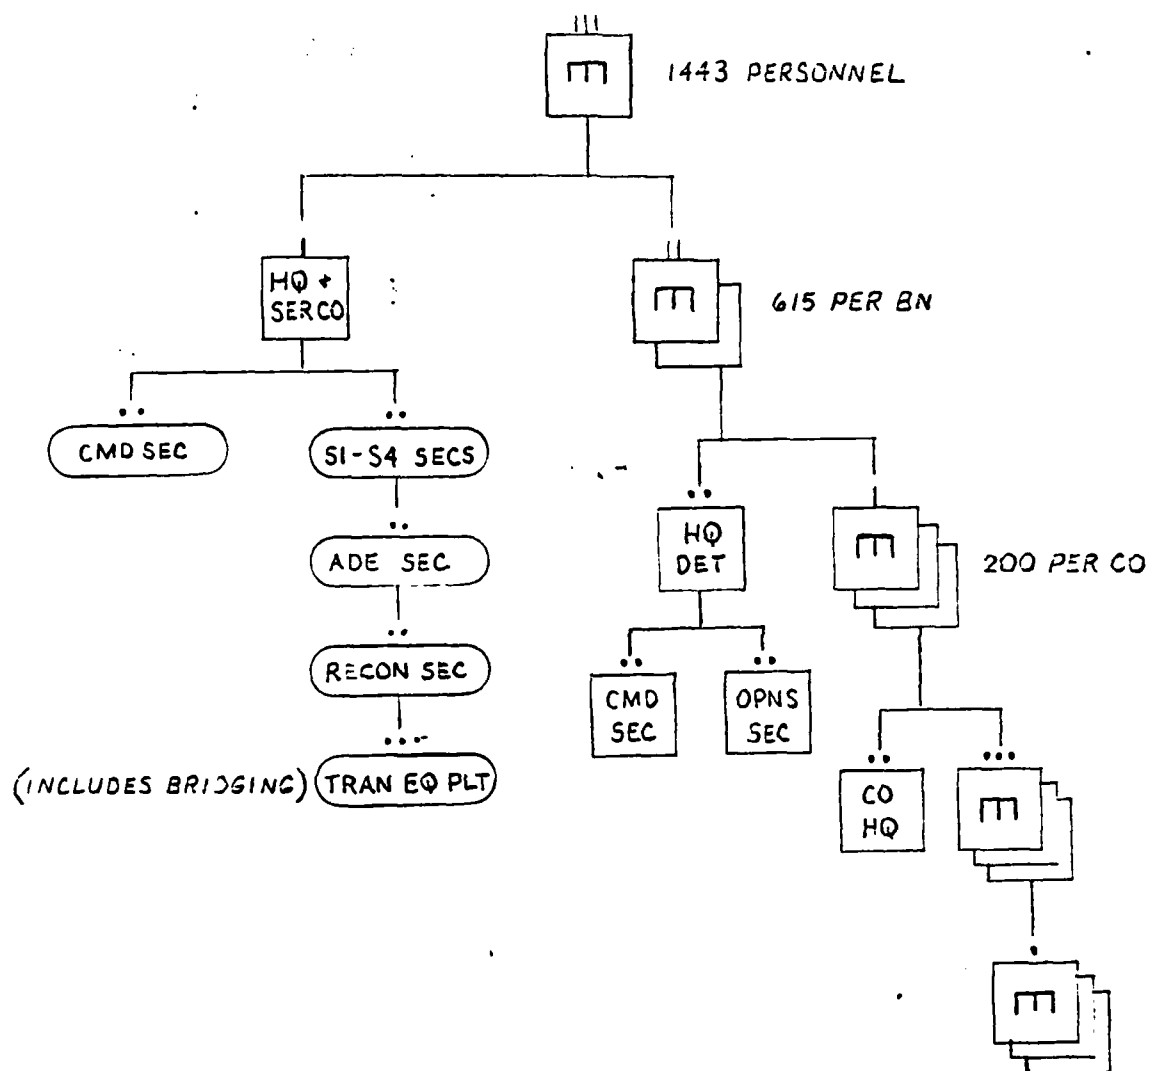 1443 PERSONNEL
HQ +
SERCO
615 PER BN
CMD SEC
S1-S4 SECS
ADE SEC
RECON SEC
(INCLUDES BRIDGING)
TRAN EQ PLT
HQ
DET
200 PER CO
CMD
SEC
OPNS
SEC
CO
HQ